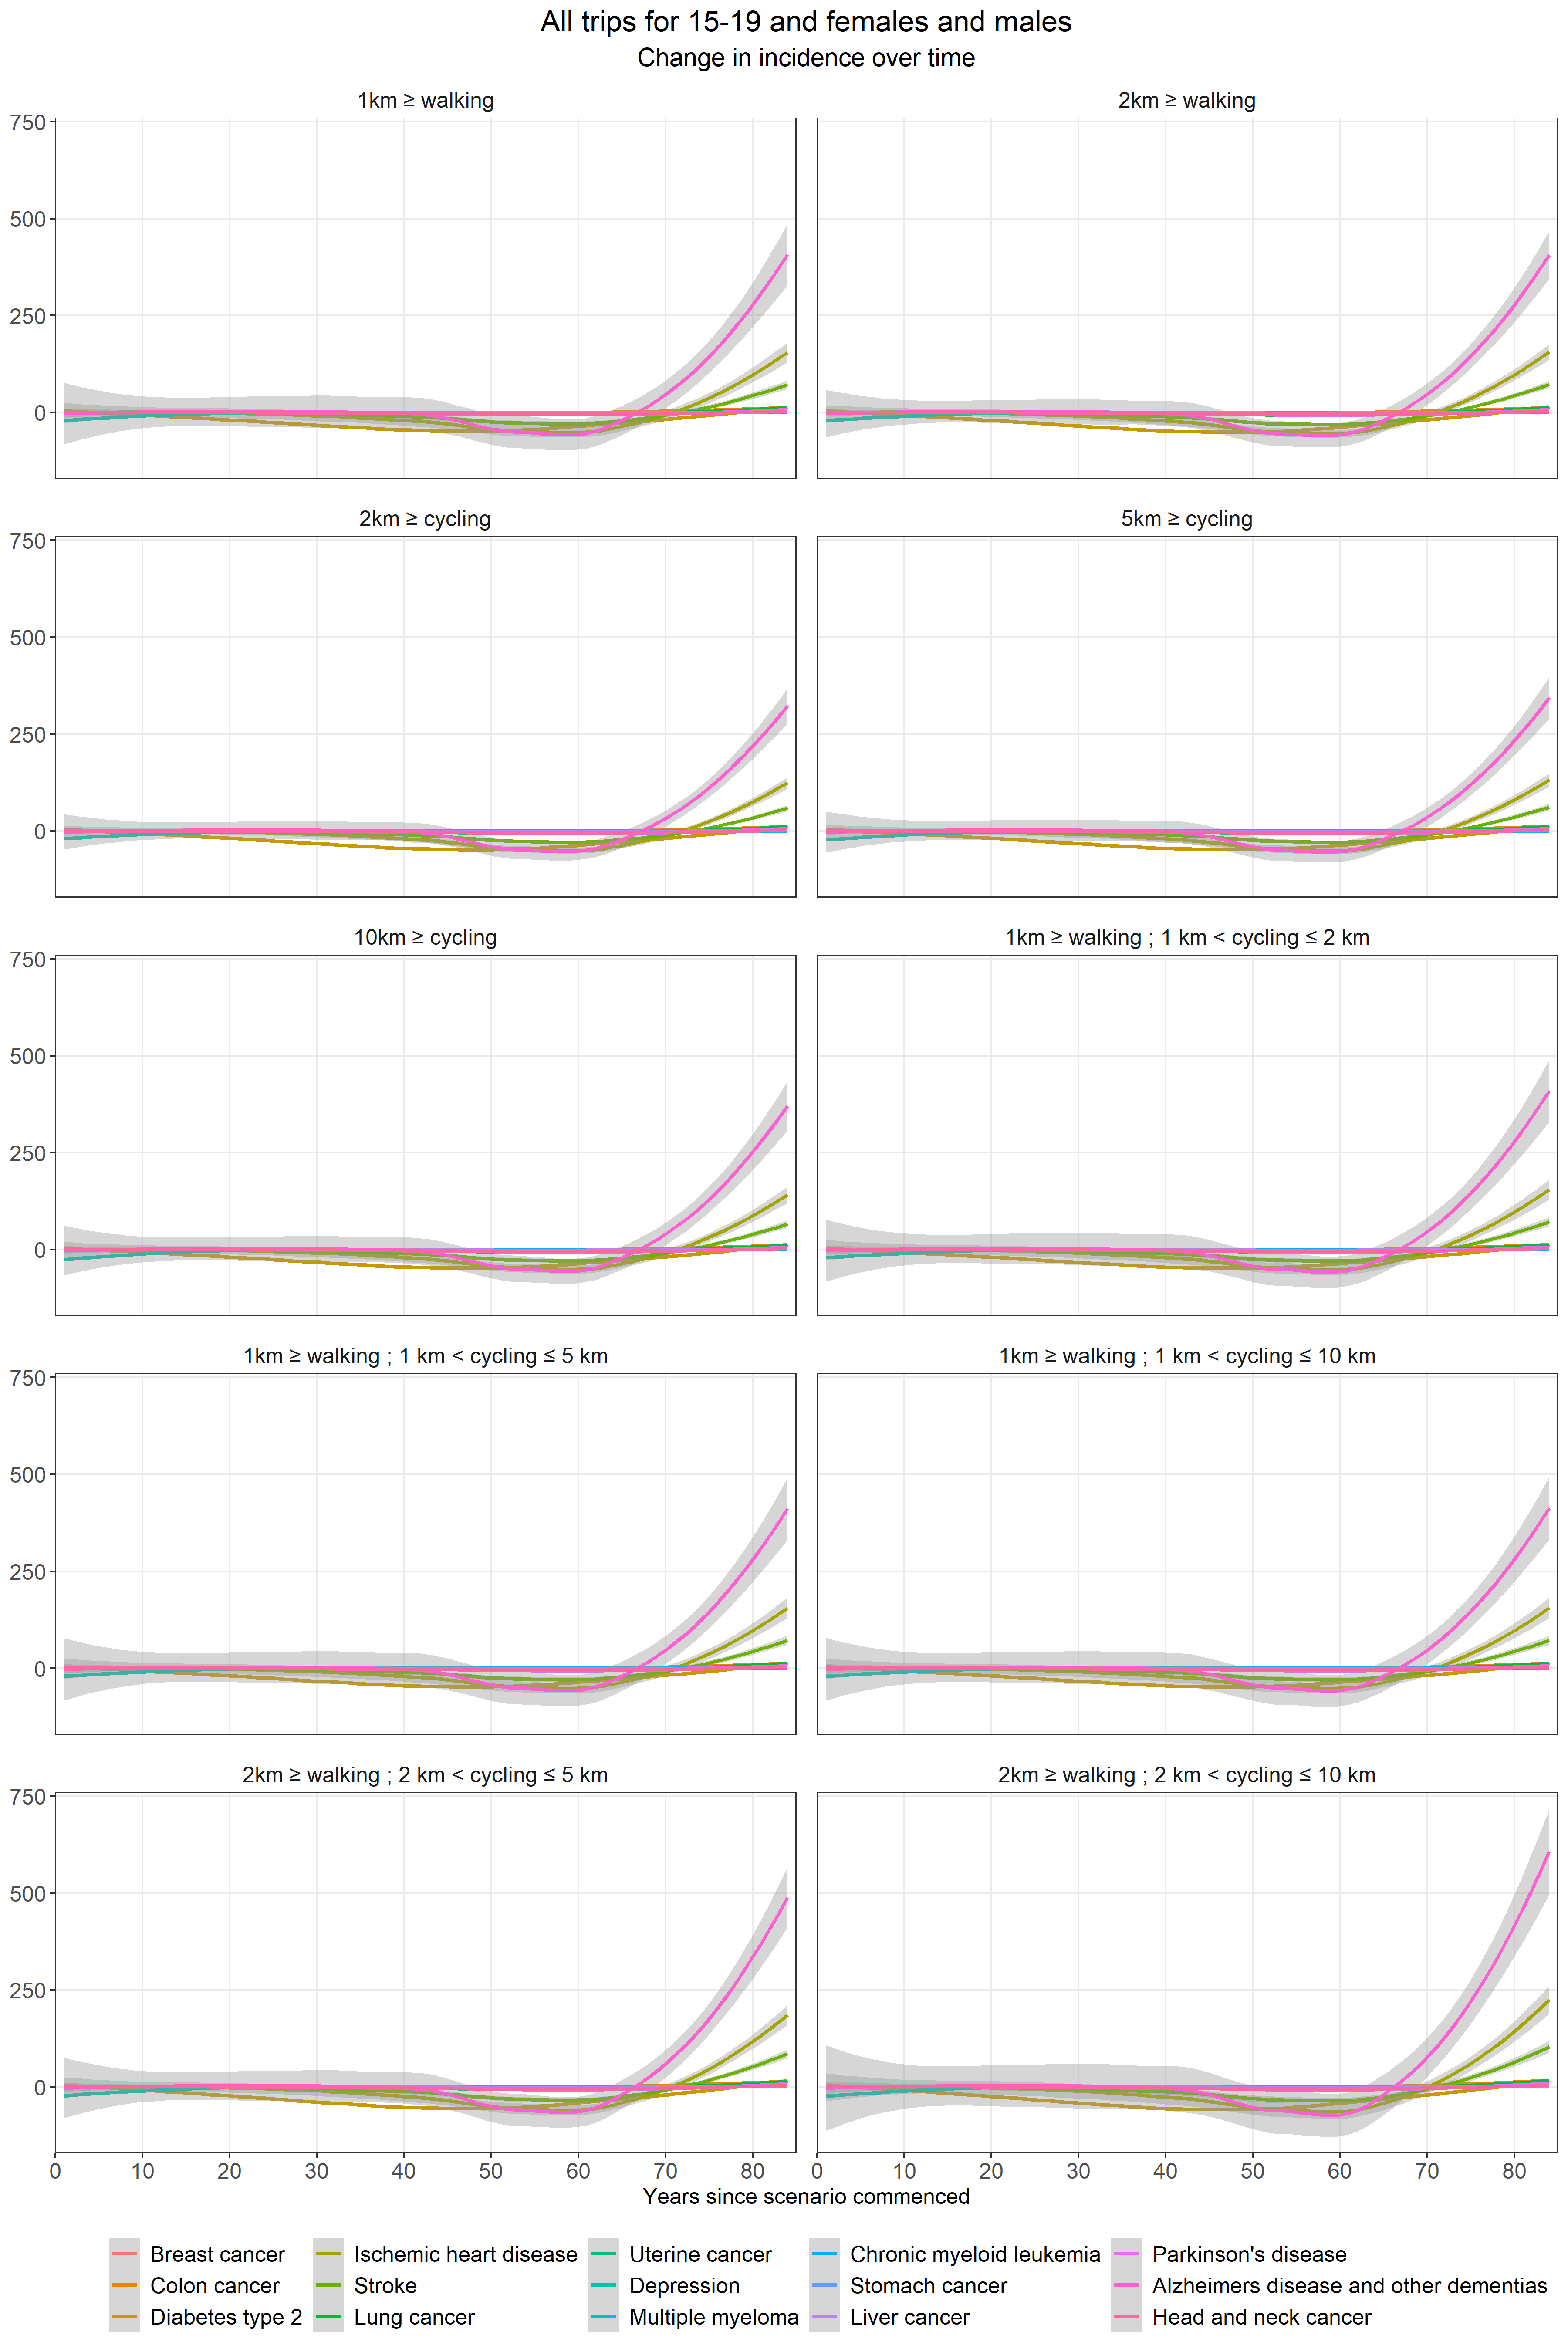 All trips for 15-19 and females and males
Change in incidence over time
1km ≥ walking
2km ≥ walking
750
500
250
0
2km ≥ cycling
5km ≥ cycling
750
500
250
0
10km ≥ cycling
1km ≥ walking ; 1 km < cycling ≤ 2 km
750
500
250
0
1km ≥ walking ; 1 km < cycling ≤ 5 km
1km ≥ walking ; 1 km < cycling ≤ 10 km
750
500
250
0
2km ≥ walking ; 2 km < cycling ≤ 5 km
2km ≥ walking ; 2 km < cycling ≤ 10 km
750
500
250
0
0 10 20 30 40 50 60 70 80
0 10 20 30 40 50 60 70 80
Years since scenario commenced
Breast cancer
Colon cancer
Diabetes type 2
Ischemic heart disease
Stroke
Lung cancer
Uterine cancer
Depression
Multiple myeloma
Chronic myeloid leukemia
Stomach cancer
Liver cancer
Parkinson's disease
Alzheimers disease and other dementias
Head and neck cancer